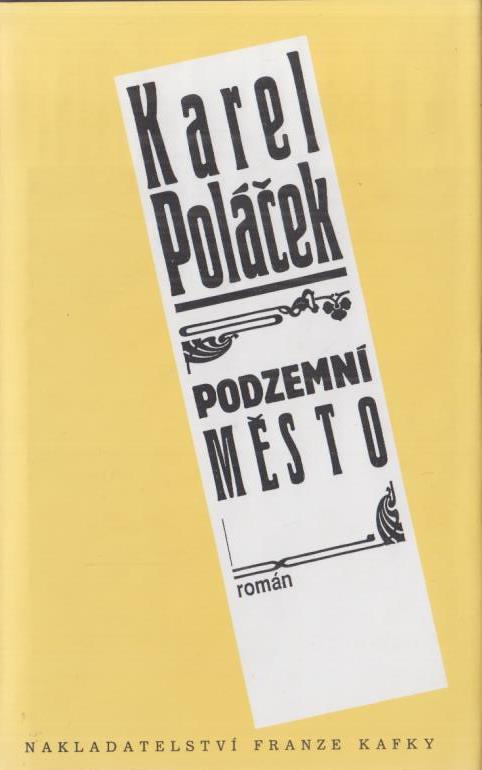 Karel
Poláček
PODZEMNÍ
MĚSTO
román
NAKLADATELSTVÍ FRANZE KAFKY